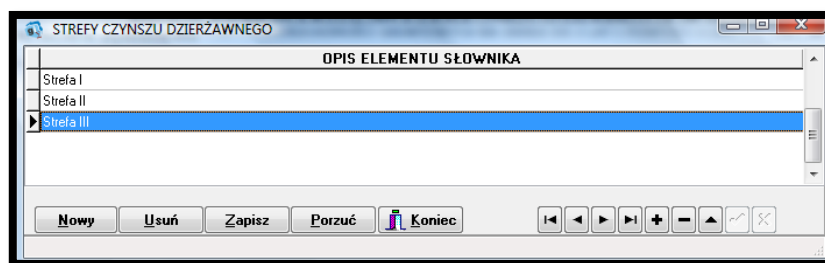 STREFY CZYNSZU DZIERŻAWNEGO
OPIS ELEMENTU SŁOWNIKA
Strefa I
Strefa II
Strefa III
Nowy Usuń Zapisz Porzuć Koniec